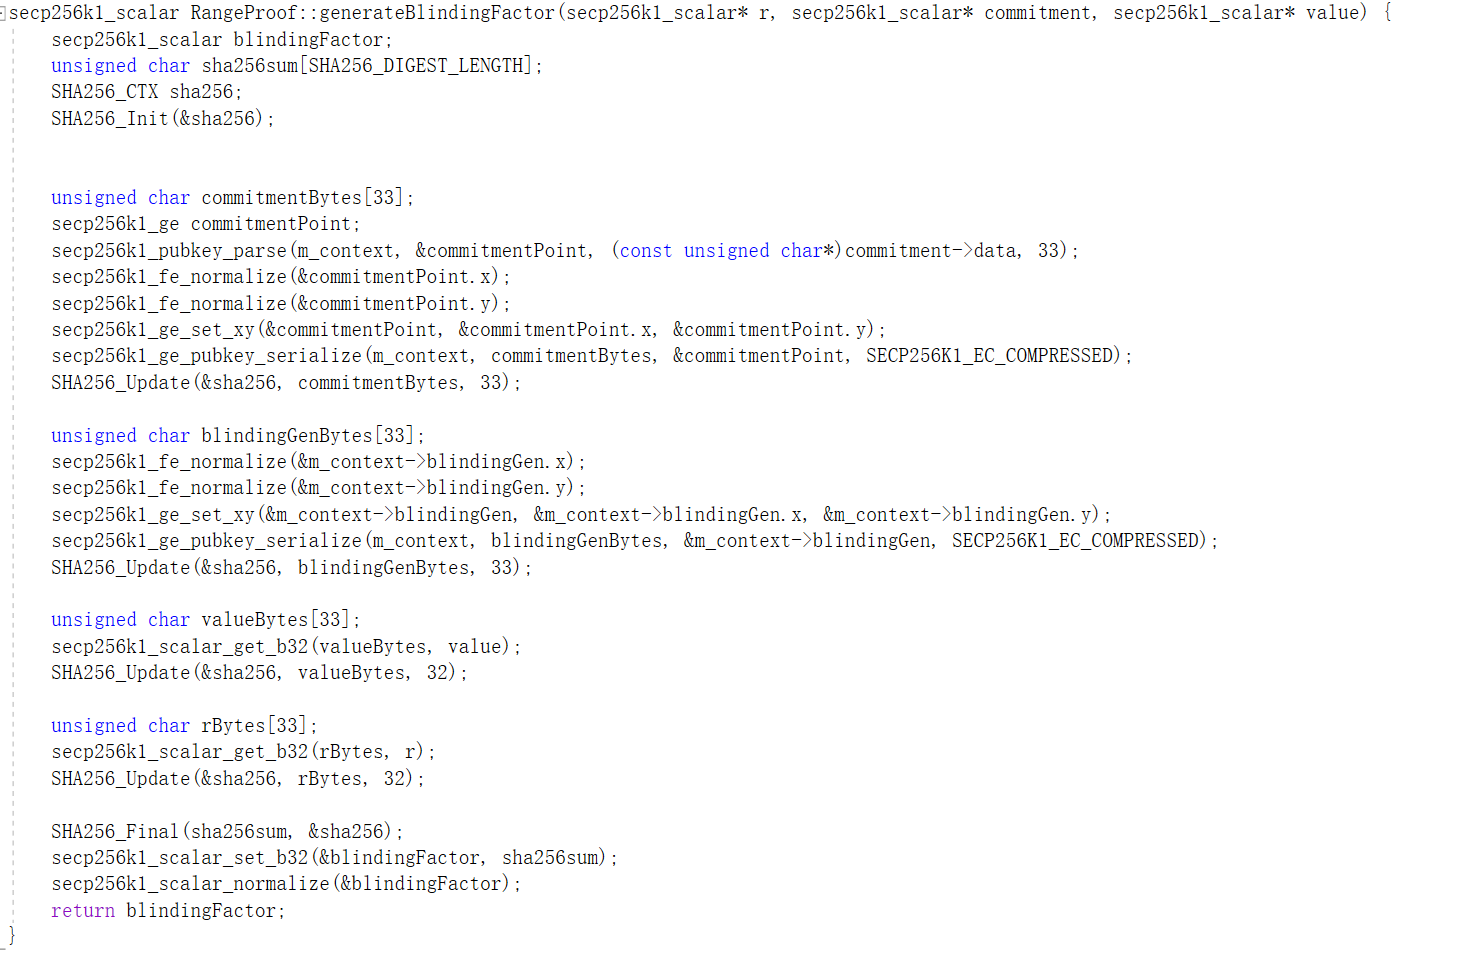 secp256k1_scalar RangeProof::generateBlindingFactor(secp256k1_scalar* r, secp256k1_scalar* commitment, secp256k1_scalar* value) {
    secp256k1_scalar blindingFactor;
    unsigned char sha256sum[SHA256_DIGEST_LENGTH];
    SHA256_CTX sha256;
    SHA256_Init(&sha256);
    unsigned char commitmentBytes[33];
    secp256k1_ge commitmentPoint;
    secp256k1_pubkey_parse(m_context, &commitmentPoint, (const unsigned char*)commitment->data, 33);
    secp256k1_fe_normalize(&commitmentPoint.x);
    secp256k1_fe_normalize(&commitmentPoint.y);
    secp256k1_ge_set_xy(&commitmentPoint, &commitmentPoint.x, &commitmentPoint.y);
    secp256k1_ge_pubkey_serialize(m_context, commitmentBytes, &commitmentPoint, SECP256K1_EC_COMPRESSED);
    SHA256_Update(&sha256, commitmentBytes, 33);
    unsigned char blindingGenBytes[33];
    secp256k1_fe_normalize(&m_context->blindingGen.x);
    secp256k1_fe_normalize(&m_context->blindingGen.y);
    secp256k1_ge_set_xy(&m_context->blindingGen, &m_context->blindingGen.x, &m_context->blindingGen.y);
    secp256k1_ge_pubkey_serialize(m_context, blindingGenBytes, &m_context->blindingGen, SECP256K1_EC_COMPRESSED);
    SHA256_Update(&sha256, blindingGenBytes, 33);
    unsigned char valueBytes[33];
    secp256k1_scalar_get_b32(valueBytes, value);
    SHA256_Update(&sha256, valueBytes, 32);
    unsigned char rBytes[33];
    secp256k1_scalar_get_b32(rBytes, r);
    SHA256_Update(&sha256, rBytes, 32);
    SHA256_Final(sha256sum, &sha256);
    secp256k1_scalar_set_b32(&blindingFactor, sha256sum);
    secp256k1_scalar_normalize(&blindingFactor);
    return blindingFactor;
}